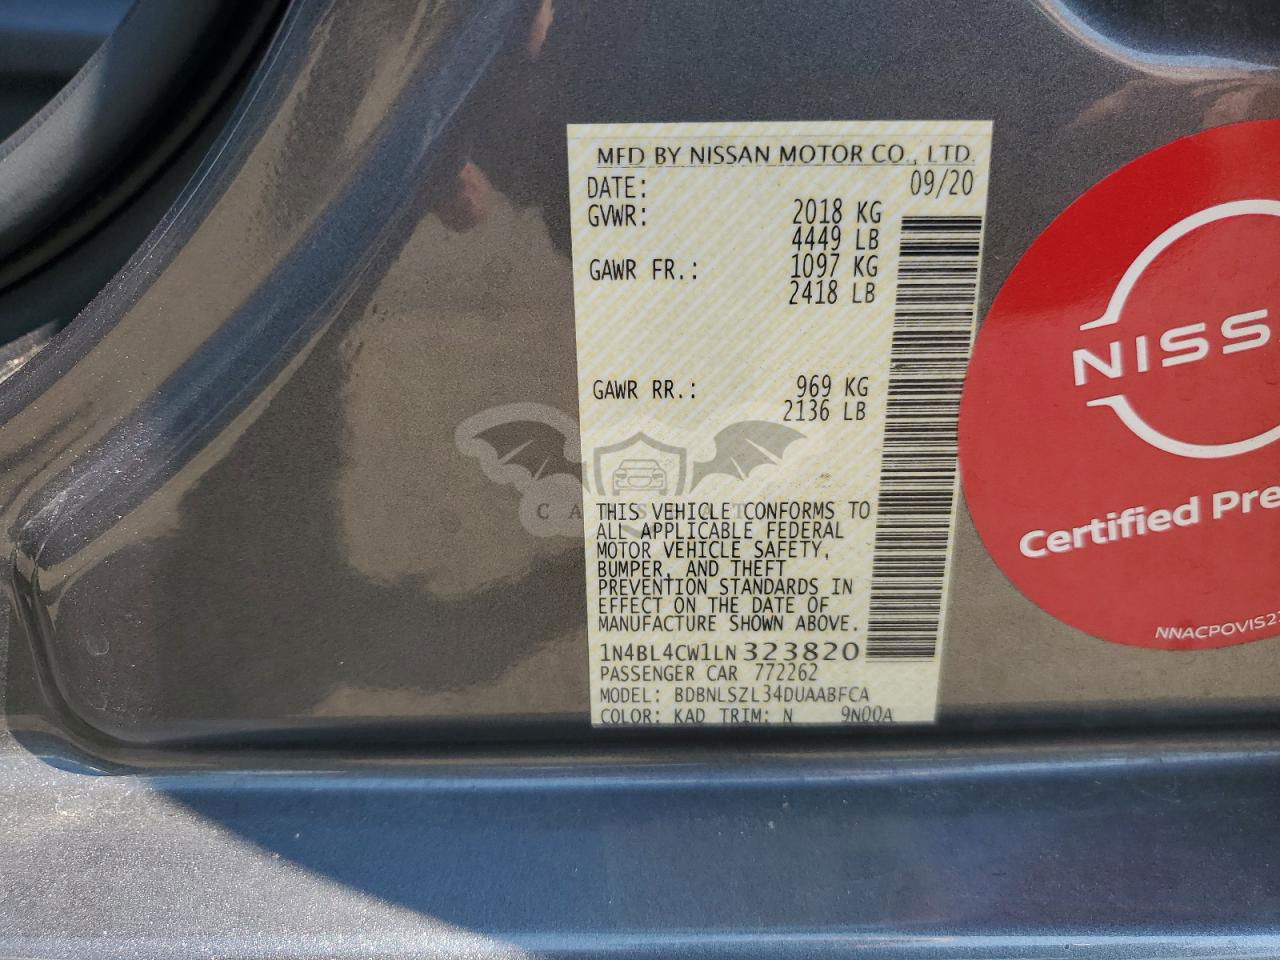 MFD BY NISSAN MOTOR CO., LTD.
DATE: 09/20
GVWR: 2018 KG
4449 LB
GAWR FR.: 1097 KG
2418 LB
GAWR RR.: 969 KG
2136 LB
THIS VEHICLE CONFORMS TO
ALL APPLICABLE FEDERAL
MOTOR VEHICLE SAFETY,
BUMPER, AND THEFT
PREVENTION STANDARDS IN
EFFECT ON THE DATE OF
MANUFACTURE SHOWN ABOVE.
1N4BL4CW1LN323820
PASSENGER CAR 772262
MODEL: BDBNLSZL34DUAABFCA
COLOR: KAD TRIM: N 9N00A
NISS
Certified Pre